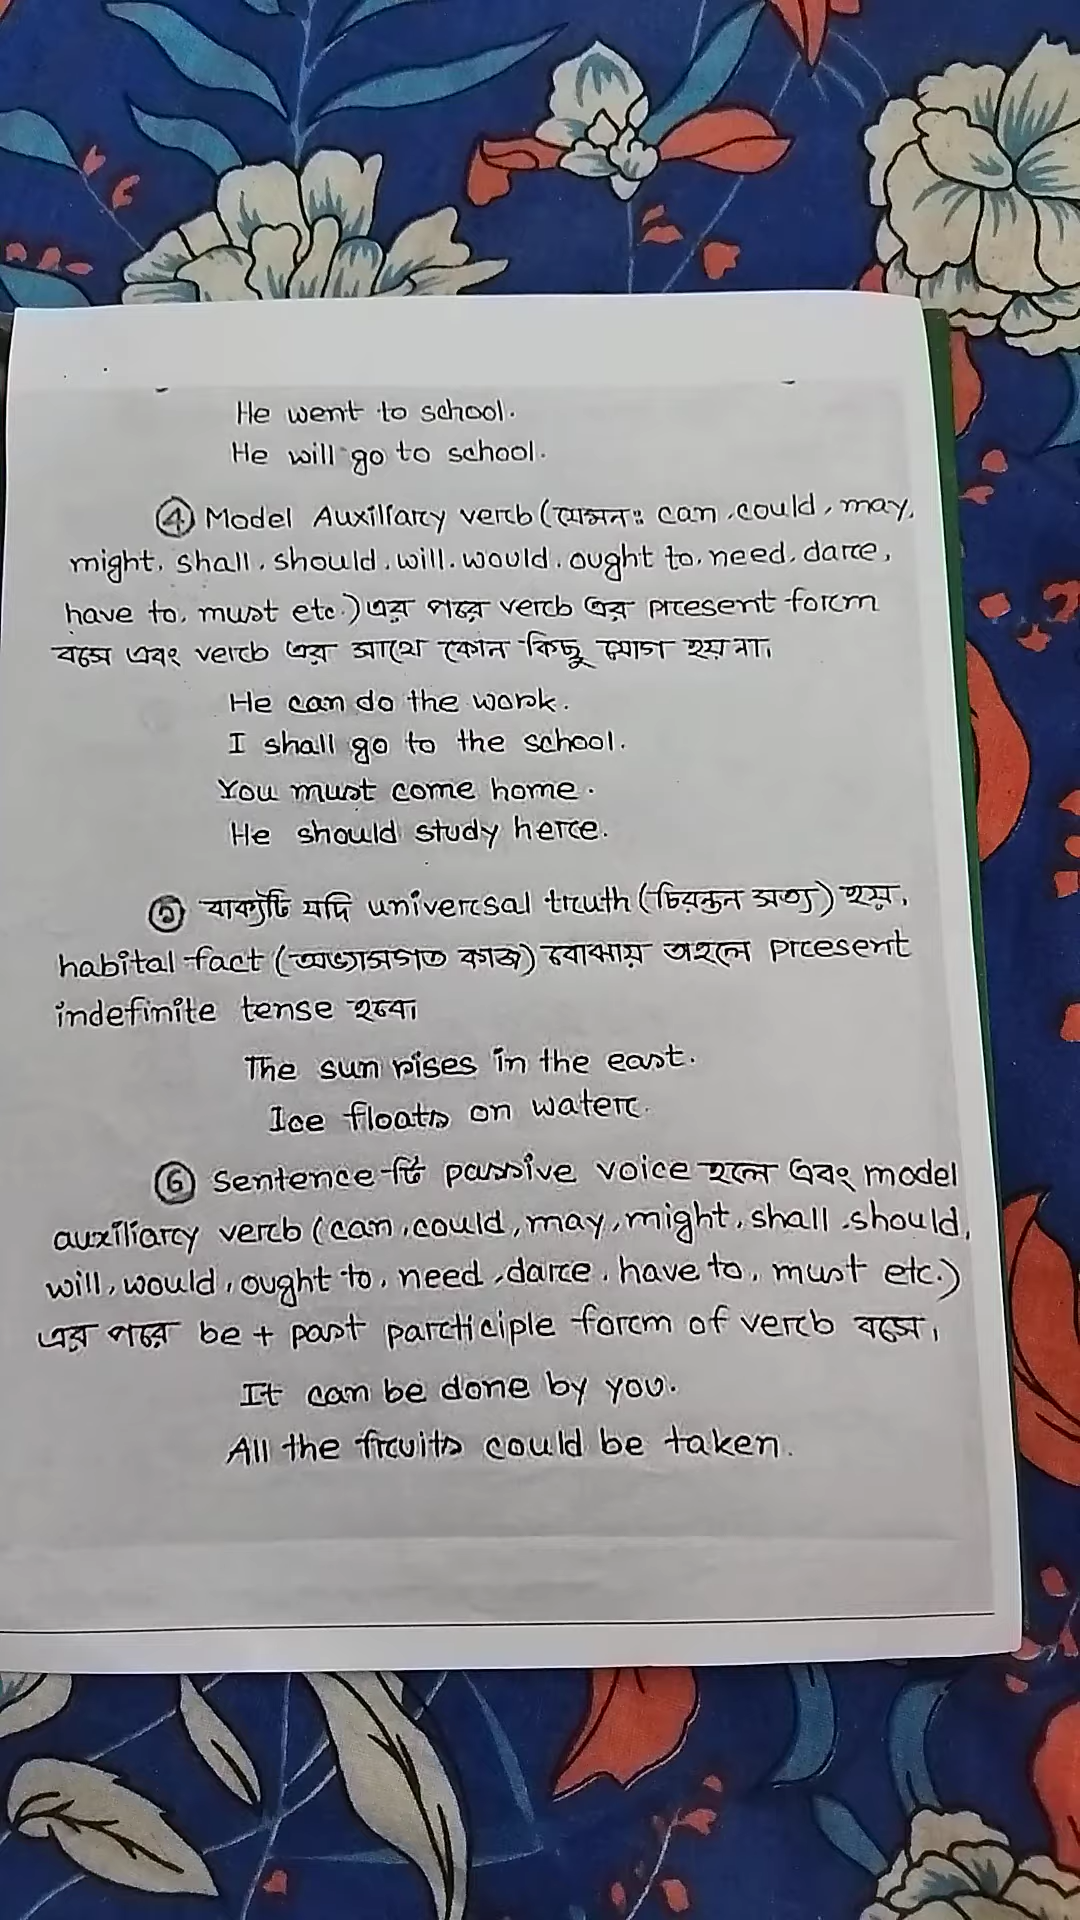 He went to school.
He will go to school.
④ Model Auxiliary verb (যেমনঃ can, could, may,
might, shall, should, will, would, ought to, need, dare,
have to, must etc.) এর পরে verb এর present form
বসে এবং verb এর সাথে কোন কিছু যোগ হয় না।
He can do the work.
I shall go to the school.
You must come home.
He should study here.
⑤ বাক্যটি যদি universal truth (চিরন্তন সত্য) হয়,
habital fact (অভ্যাসগত কাজ) বোঝায় তাহলে present
indefinite tense হবে।
The sun rises in the east.
Ice floats on water.
⑥ Sentence টি passive voice হলে এবং model
auxiliary verb (can, could, may, might, shall, should,
will, would, ought to, need, dare, have to, must etc.)
এর পরে be + past participle form of verb বসে।
It can be done by you.
All the fruits could be taken.